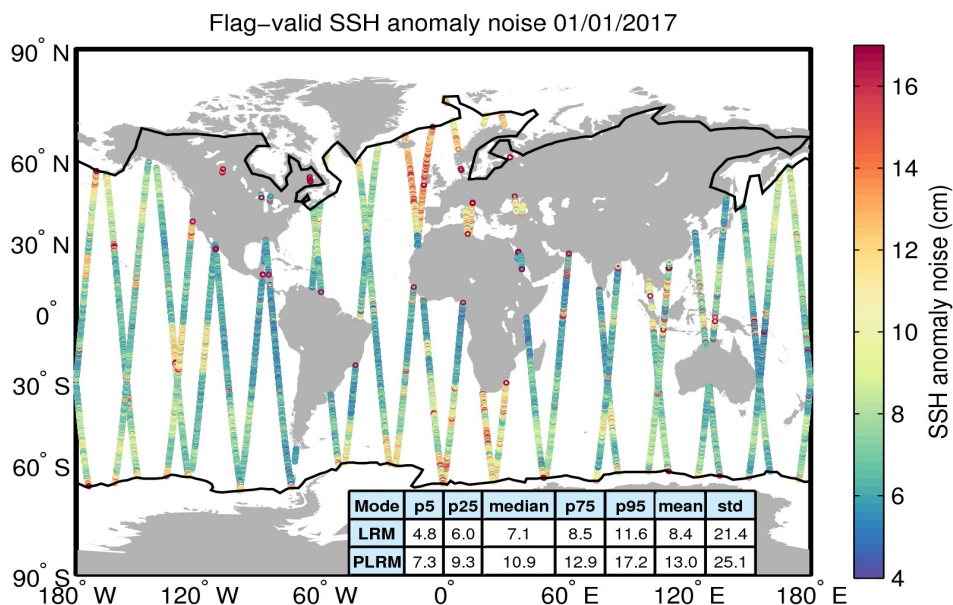 Flag−valid SSH anomaly noise 01/01/2017
90° N
60° N
30° N
0°
30° S
60° S
90° S
180° W
120° W
60° W
0°
60° E
120° E
180° E
16
14
12
10
8
6
4
SSH anomaly noise (cm)
Mode p5 p25 median p75 p95 mean std
LRM 4.8 6.0 7.1 8.5 11.6 8.4 21.4
PLRM 7.3 9.3 10.9 12.9 17.2 13.0 25.1